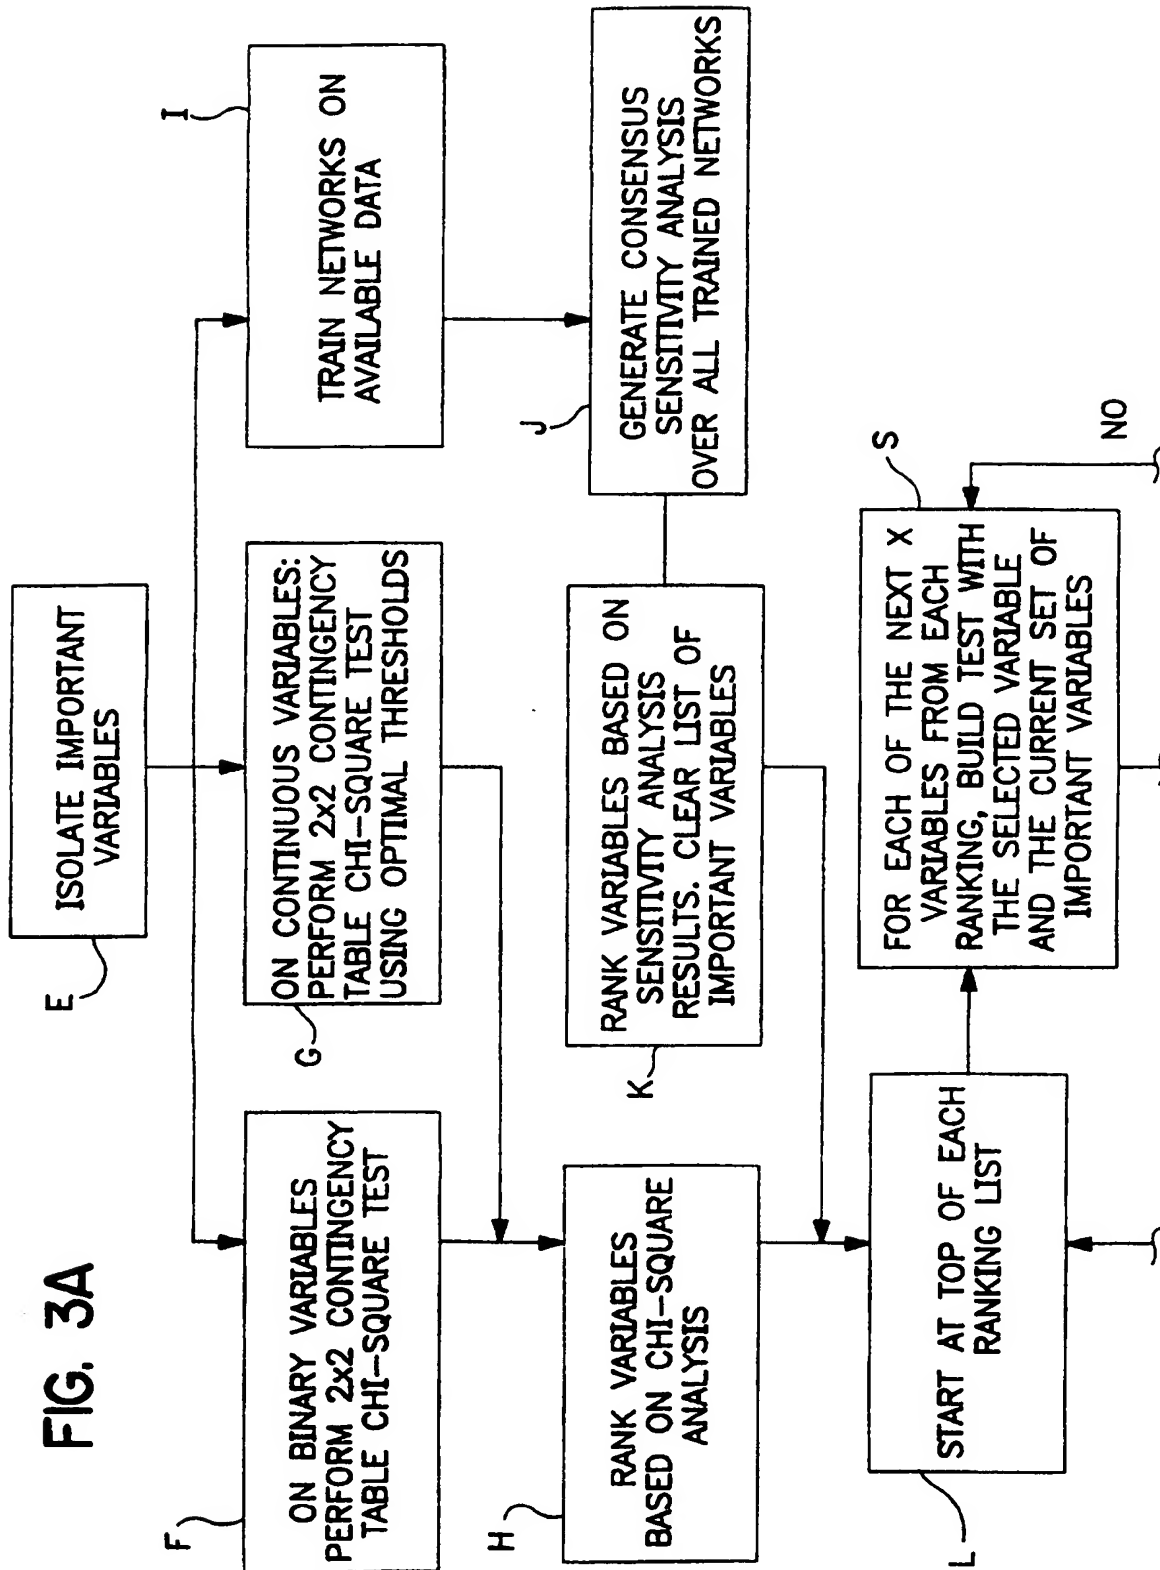 FIG. 3A
E
ISOLATE IMPORTANT
VARIABLES
F
ON BINARY VARIABLES
PERFORM 2x2 CONTINGENCY
TABLE CHI-SQUARE TEST
G
ON CONTINUOUS VARIABLES:
PERFORM 2x2 CONTINGENCY
TABLE CHI-SQUARE TEST
USING OPTIMAL THRESHOLDS
I
TRAIN NETWORKS ON
AVAILABLE DATA
H
RANK VARIABLES
BASED ON CHI-SQUARE
ANALYSIS
K
RANK VARIABLES BASED ON
SENSITIVITY ANALYSIS
RESULTS. CLEAR LIST OF
IMPORTANT VARIABLES
J
GENERATE CONSENSUS
SENSITIVITY ANALYSIS
OVER ALL TRAINED NETWORKS
L
START AT TOP OF EACH
RANKING LIST
S
FOR EACH OF THE NEXT X
VARIABLES FROM EACH
RANKING, BUILD TEST WITH
THE SELECTED VARIABLE
AND THE CURRENT SET OF
IMPORTANT VARIABLES
NO